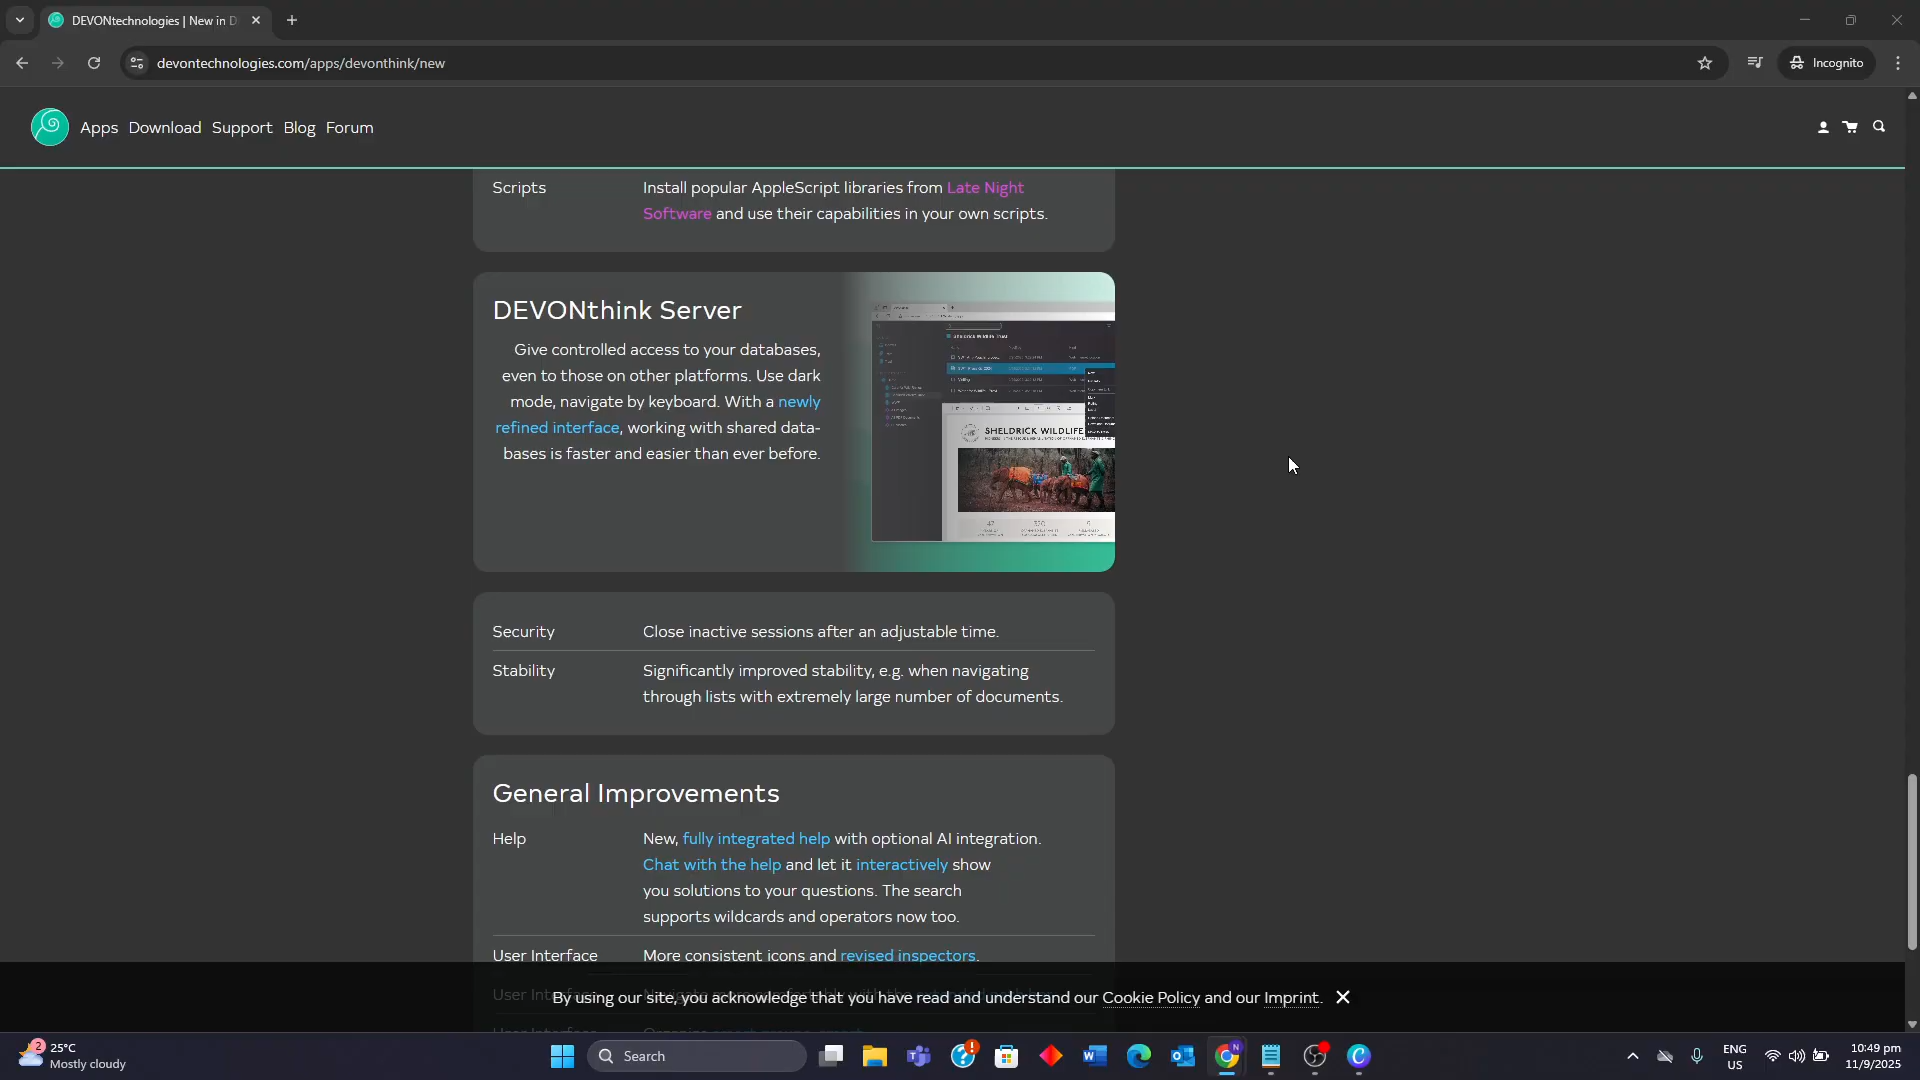 DEVONtechnologies | New in D
devontechnologies.com/apps/devonthink/new
Incognito
Apps Download Support Blog Forum
Scripts Install popular AppleScript libraries from Late Night
Software and use their capabilities in your own scripts.
DEVONthink Server
Give controlled access to your databases,
even to those on other platforms. Use dark
mode, navigate by keyboard. With a newly
refined interface, working with shared data-
bases is faster and easier than ever before.
SHELDRICK WILDLIFE
Security Close inactive sessions after an adjustable time.
Stability Significantly improved stability, e.g. when navigating
through lists with extremely large number of documents.
General Improvements
Help New, fully integrated help with optional AI integration.
Chat with the help and let it interactively show
you solutions to your questions. The search
supports wildcards and operators now too.
User Interface More consistent icons and revised inspectors.
By using our site, you acknowledge that you have read and understand our Cookie Policy and our Imprint.
2
25°C
Mostly cloudy
Search
ENG
US
10:49 pm
11/9/2025